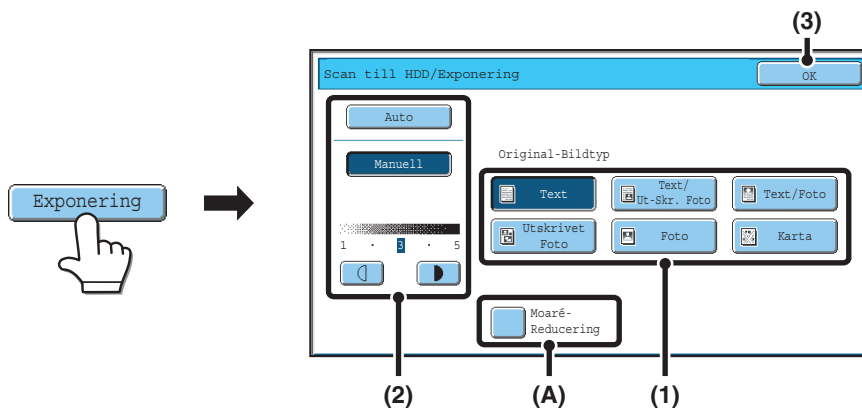 (3)
Scan till HDD/Exponering
OK
Auto
Manuell
Original-Bildtyp
Text
Text/
Ut-Skr. Foto
Text/Foto
Utskrivet
Foto
Foto
Karta
1 · 3 · 5
Exponering
Moaré-
Reducering
(2)
(A)
(1)